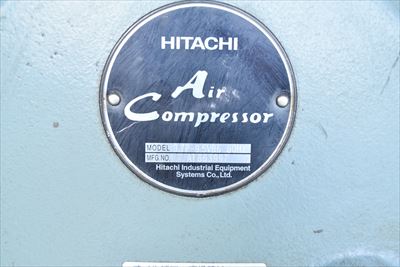 HITACHI
Air
Compressor
MODEL
MFG.NO.
Hitachi Industrial Equipment
Systems Co.,Ltd.